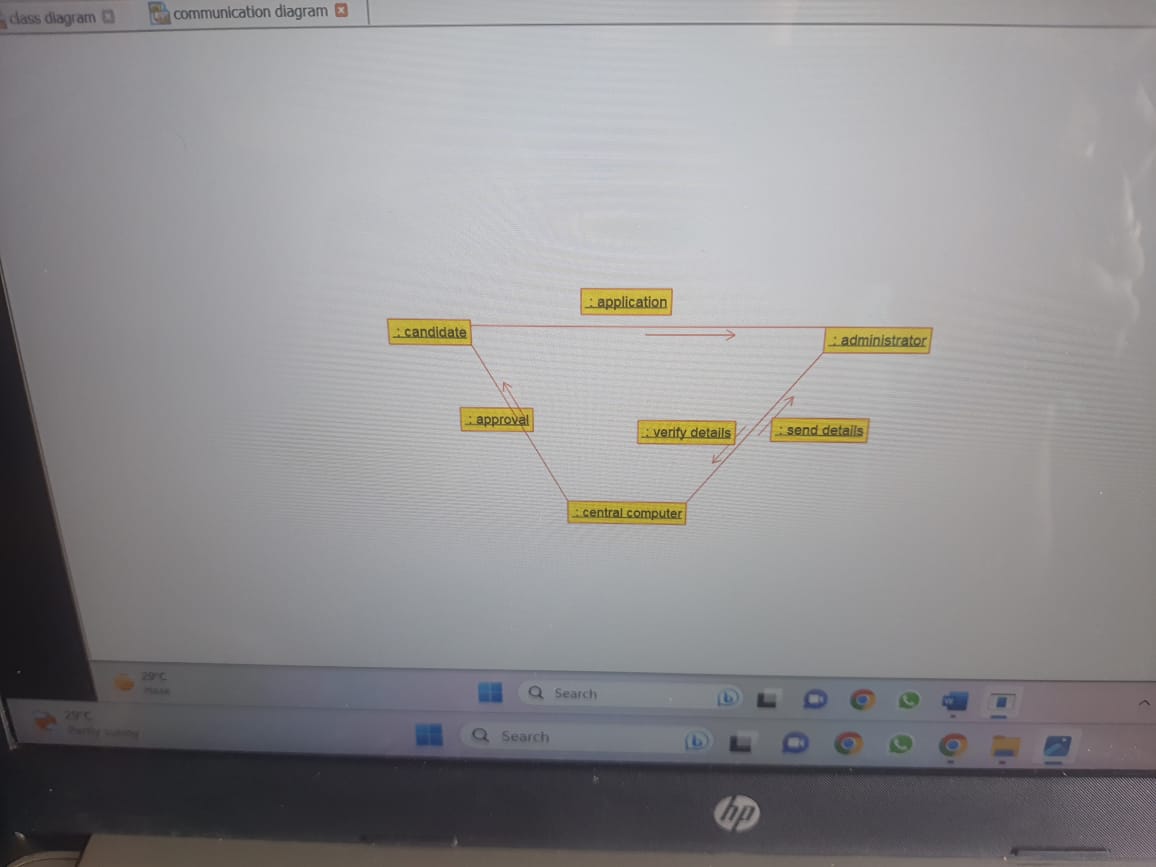 class diagram
communication diagram
: application
: candidate
: administrator
: approval
: verify details
: send details
: central computer
29°C
Search
29°C
Partly sunny
Search
hp